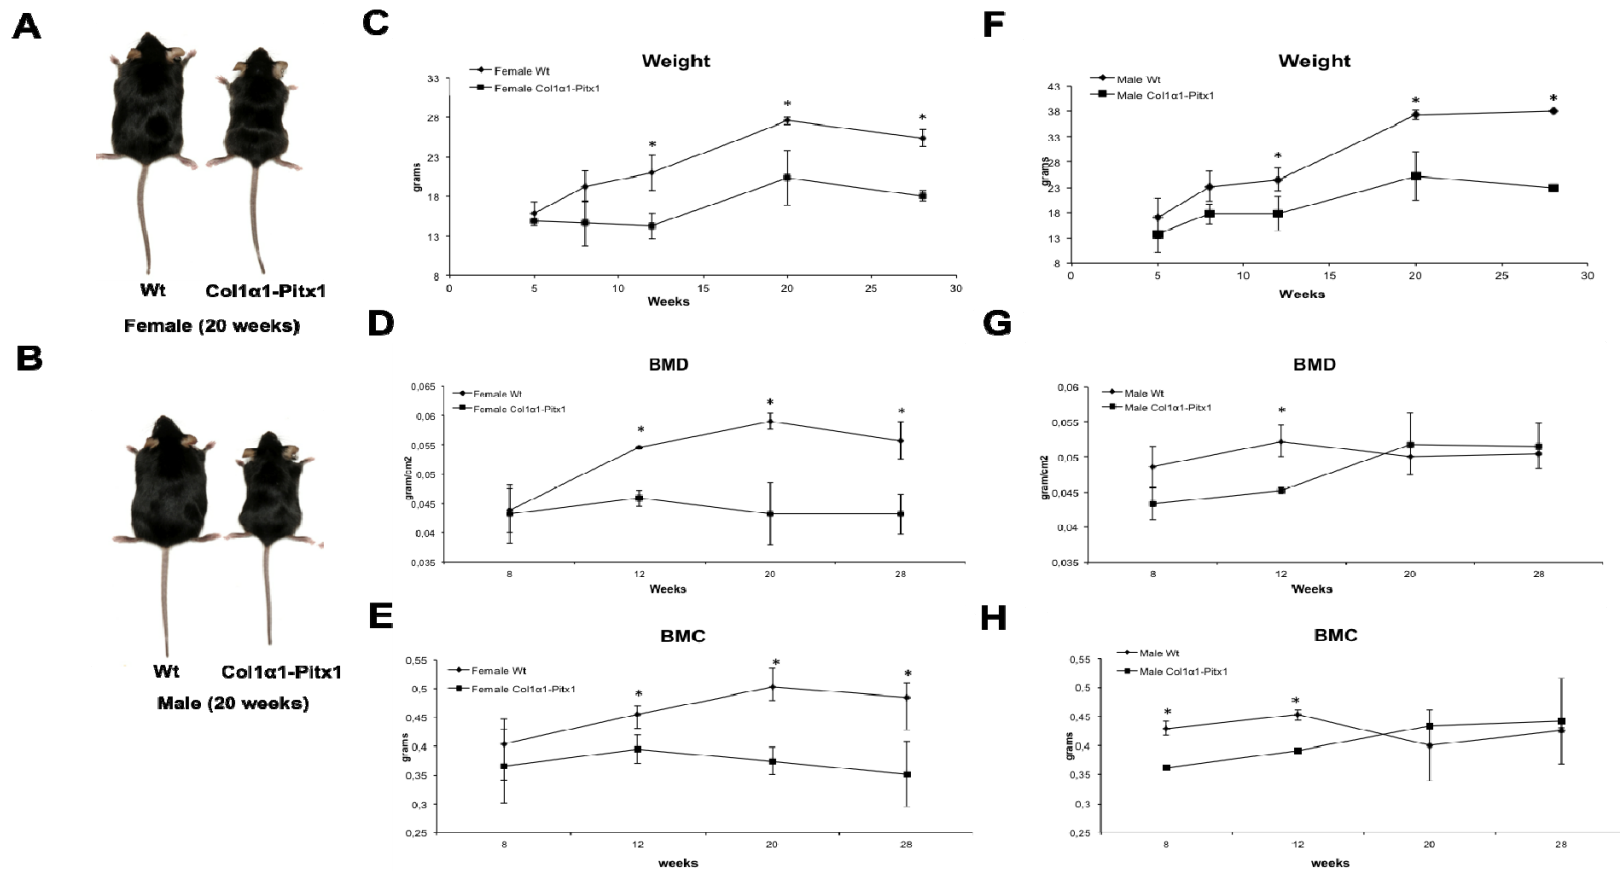 A
Wt
Col1α1-Pitx1
Female (20 weeks)
B
Wt
Col1α1-Pitx1
Male (20 weeks)
C
Weight
Female Wt
Female Col1α1-Pitx1
33
28
23
18
13
8
grams
*
*
*
0
5
10
15
20
25
30
Weeks
D
BMD
Female Wt
Female Col1α1-Pitx1
0,065
0,06
0,055
0,05
0,045
0,04
0,035
gram/cm2
*
*
*
8
12
20
28
Weeks
E
BMC
Female Wt
Female Col1α1-Pitx1
0,55
0,5
0,45
0,4
0,35
0,3
0,25
grams
*
*
*
8
12
20
28
weeks
F
Weight
Male Wt
Male Col1α1-Pitx1
43
38
33
28
23
18
13
8
grams
*
*
*
0
5
10
15
20
25
30
Weeks
G
BMD
Male Wt
Male Col1α1-Pitx1
0,06
0,055
0,05
0,045
0,04
0,035
gram/cm2
*
8
12
20
28
'Weeks
H
BMC
Male Wt
Male Col1α1-Pitx1
0,55
0,5
0,45
0,4
0,35
0,3
0,25
grams
*
*
8
12
20
28
weeks